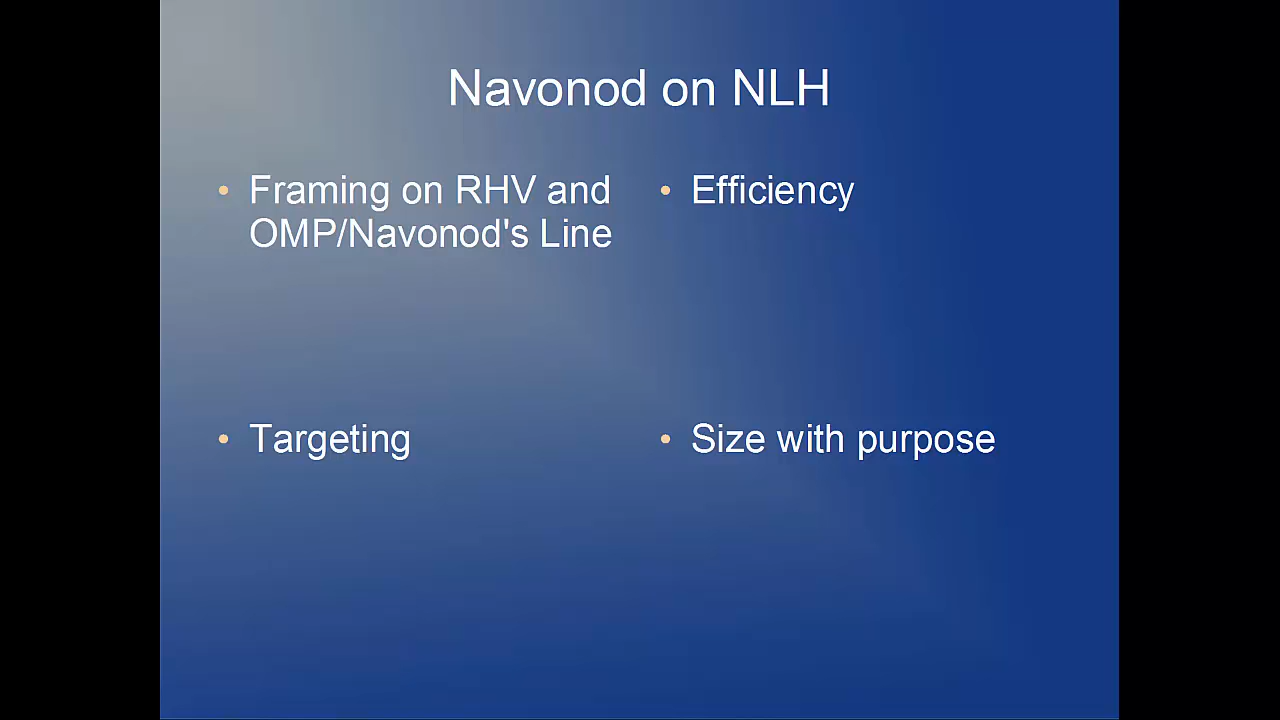 Navonod on NLH
• Framing on RHV and
OMP/Navonod's Line
• Efficiency
• Targeting
• Size with purpose